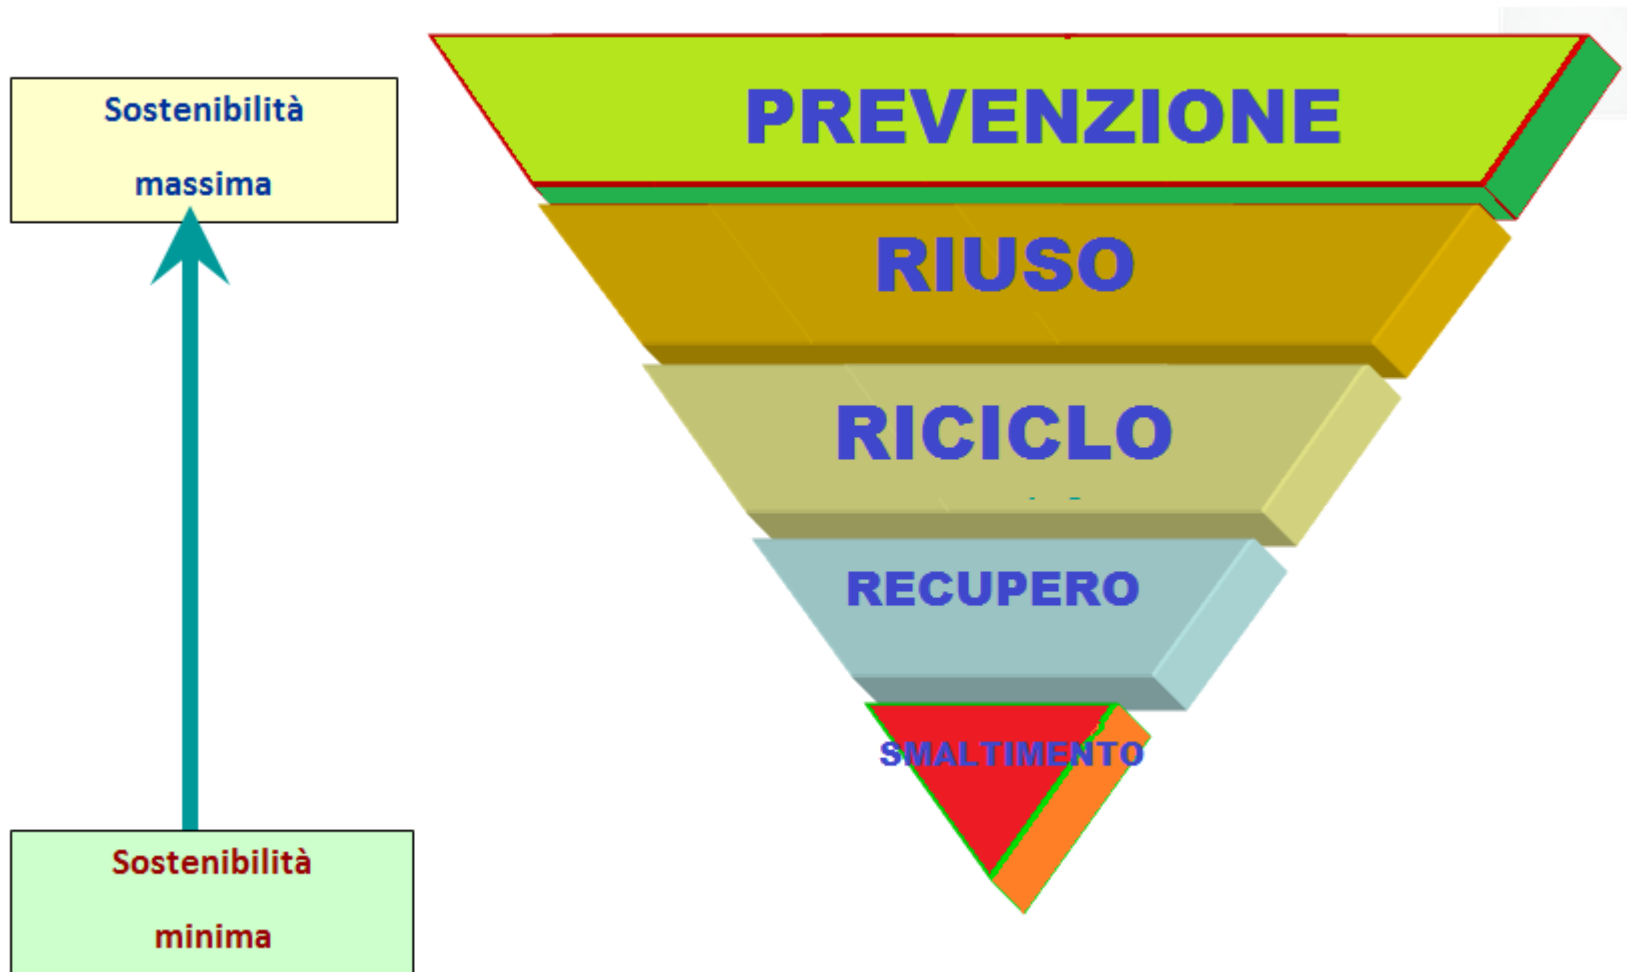 Sostenibilità
massima
PREVENZIONE
RIUSO
RICICLO
RECUPERO
SMALTIMENTO
Sostenibilità
minima